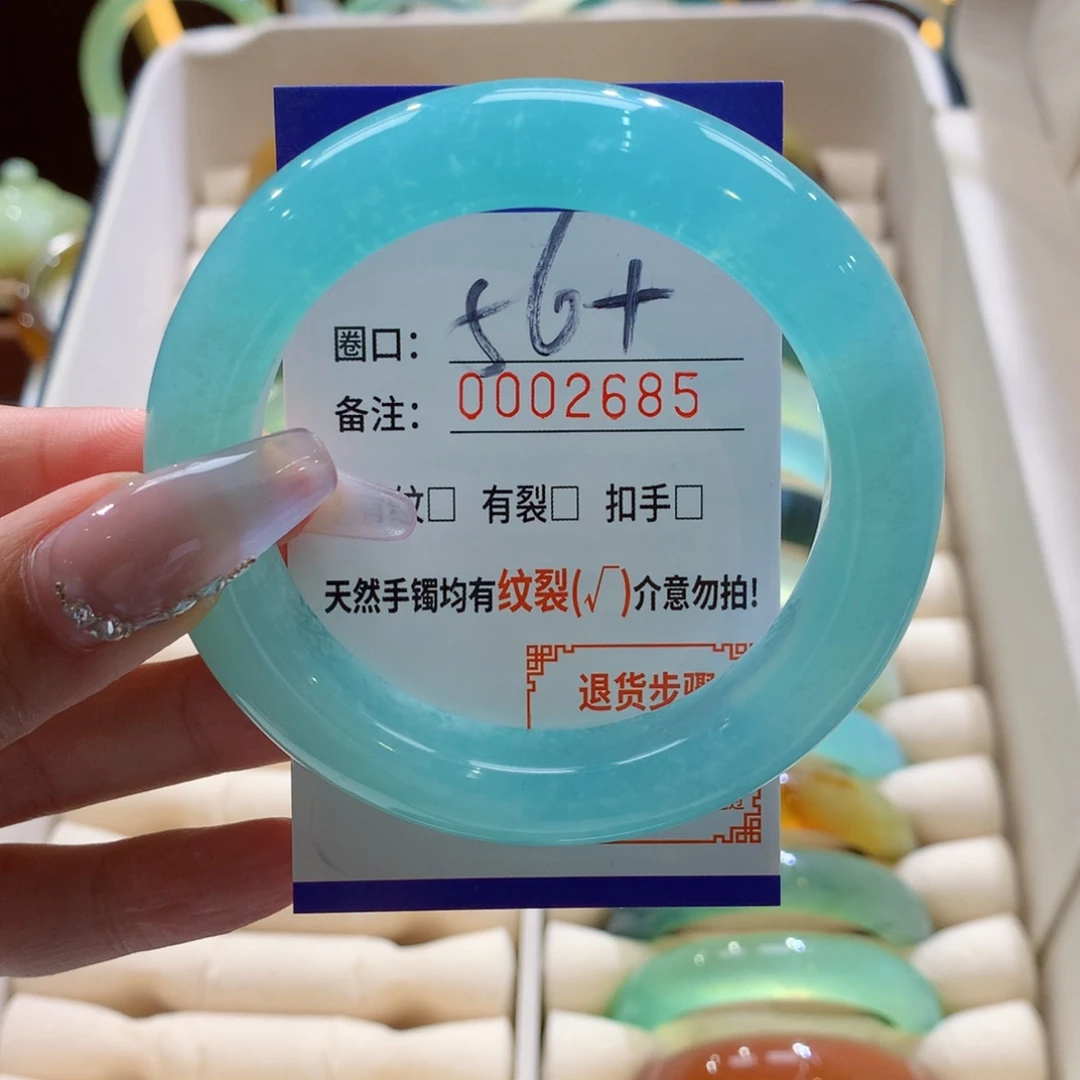 圈口： 56+
备注： 0002685
纹□ 有裂□ 扣手□
天然手镯均有纹裂(√)介意勿拍!
退货步骤